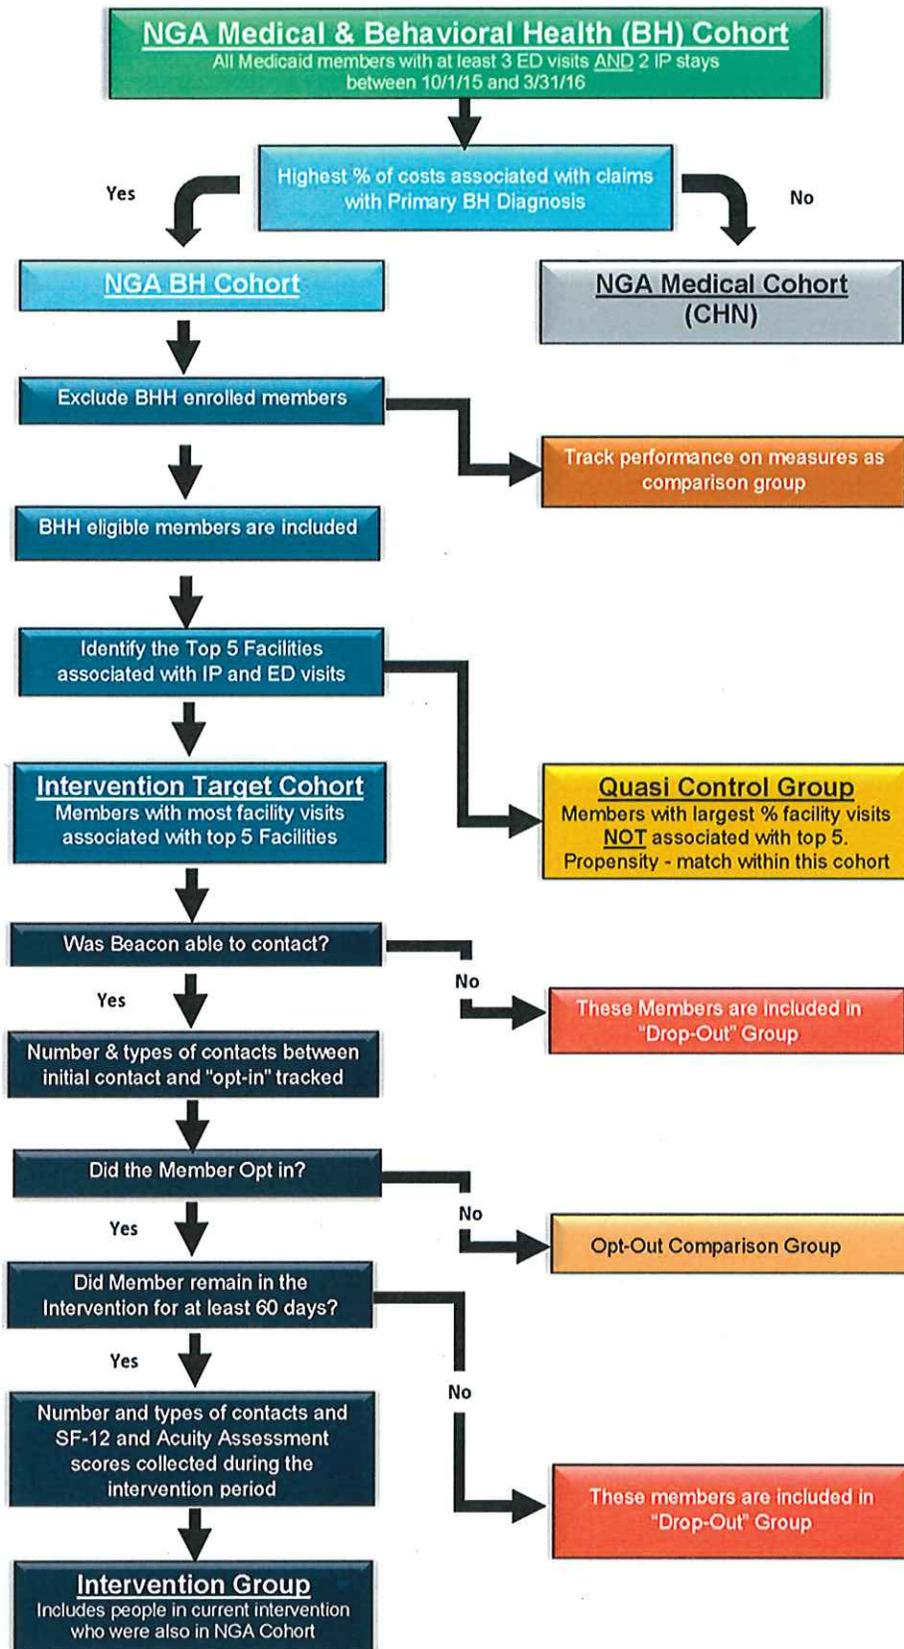 NGA Medical & Behavioral Health (BH) Cohort
All Medicaid members with at least 3 ED visits AND 2 IP stays
between 10/1/15 and 3/31/16
Highest % of costs associated with claims
with Primary BH Diagnosis
Yes
No
NGA BH Cohort
NGA Medical Cohort
(CHN)
Exclude BHH enrolled members
Track performance on measures as
comparison group
BHH eligible members are included
Identify the Top 5 Facilities
associated with IP and ED visits
Intervention Target Cohort
Members with most facility visits
associated with top 5 Facilities
Quasi Control Group
Members with largest % facility visits
NOT associated with top 5.
Propensity - match within this cohort
Was Beacon able to contact?
No
Yes
These Members are included in
"Drop-Out" Group
Number & types of contacts between
initial contact and "opt-in" tracked
Did the Member Opt in?
No
Yes
Opt-Out Comparison Group
Did Member remain in the
Intervention for at least 60 days?
Yes
No
Number and types of contacts and
SF-12 and Acuity Assessment
scores collected during the
intervention period
These members are included in
"Drop-Out" Group
Intervention Group
Includes people in current intervention
who were also in NGA Cohort